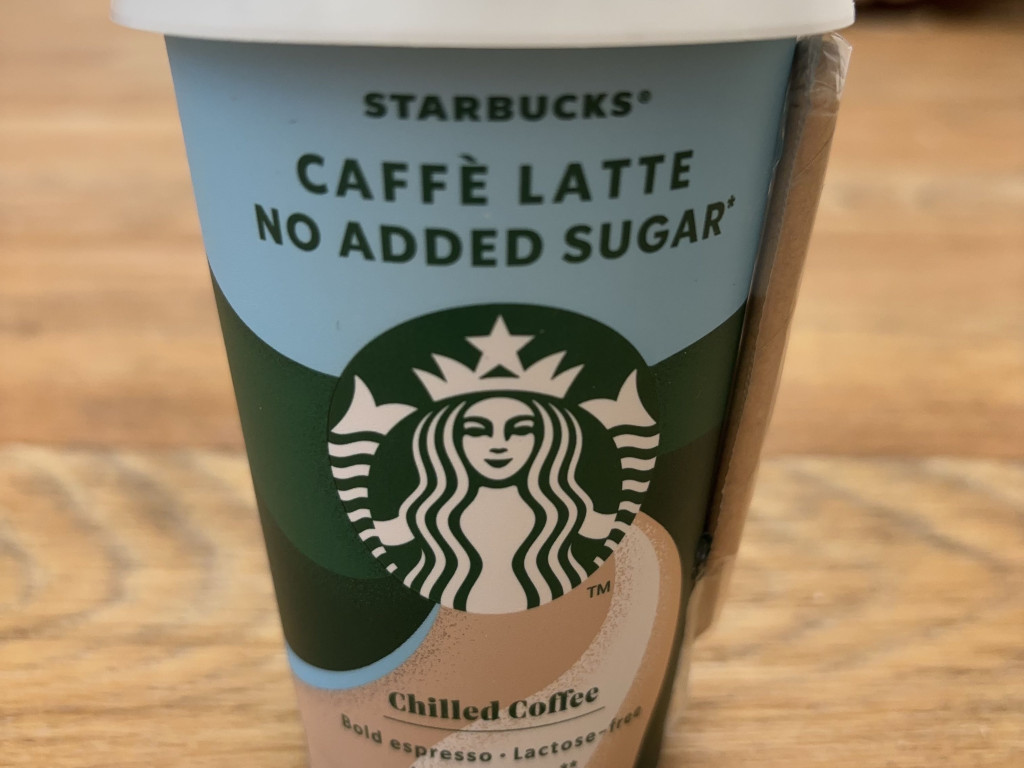 STARBUCKS®
CAFFÈ LATTE
NO ADDED SUGAR*
TM
Chilled Coffee
Bold espresso · Lactose-free